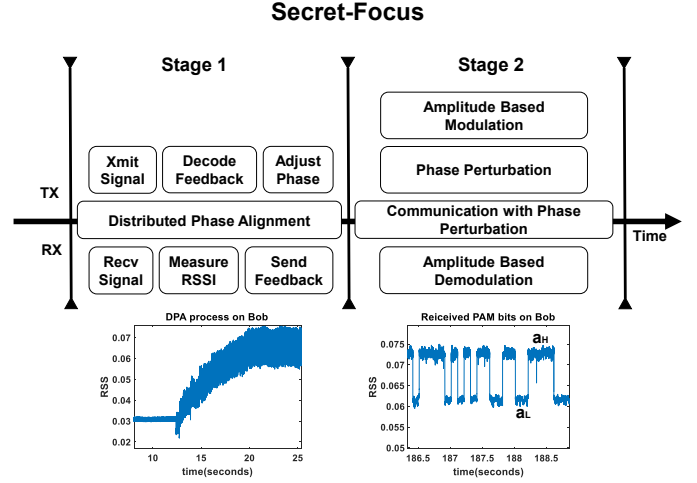 Secret-Focus
Stage 1
Stage 2
Amplitude Based
Modulation
Xmit
Signal
Decode
Feedback
Adjust
Phase
Phase Perturbation
TX
Distributed Phase Alignment
Communication with Phase
Perturbation
Time
RX
Recv
Signal
Measure
RSSI
Send
Feedback
Amplitude Based
Demodulation
DPA process on Bob
0.07
0.06
0.05
0.04
0.03
0.02
RSS
10
15
20
25
time(seconds)
Reiceived PAM bits on Bob
0.075
0.07
0.065
0.06
0.055
0.05
RSS
aH
aL
186.5
187
187.5
188
188.5
time(seconds)